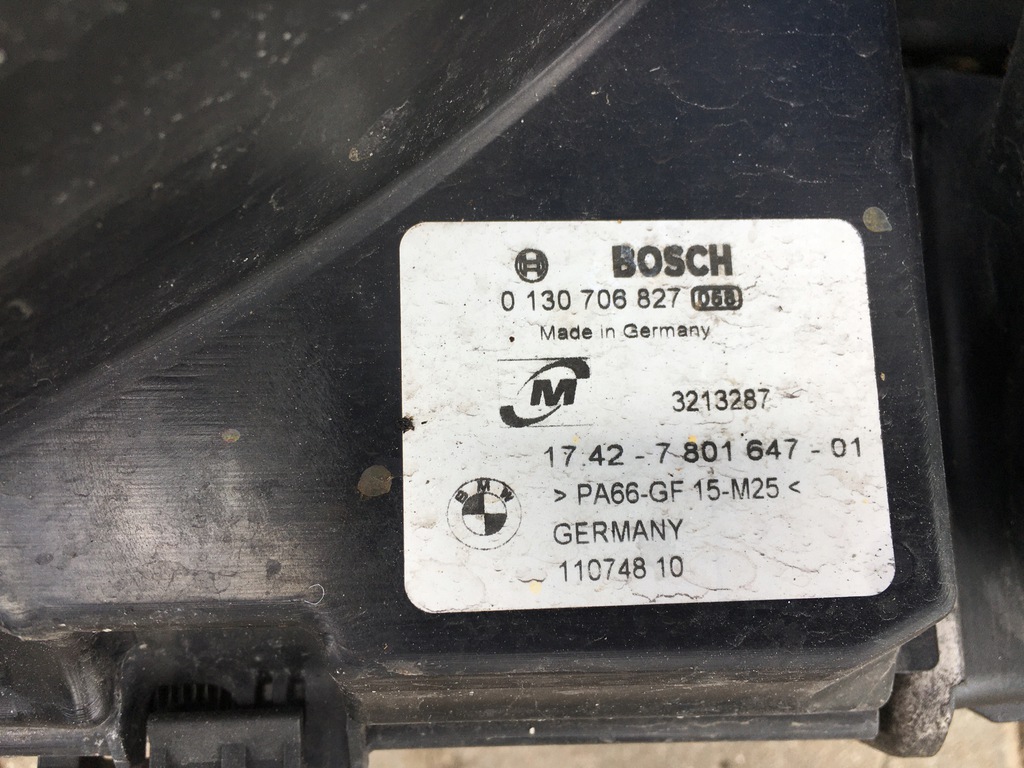 BOSCH
0 130 706 827 058
Made in Germany
M
3213287
17 42 - 7 801 647 - 01
BMW
> PA66-GF 15-M25 <
GERMANY
110748 10